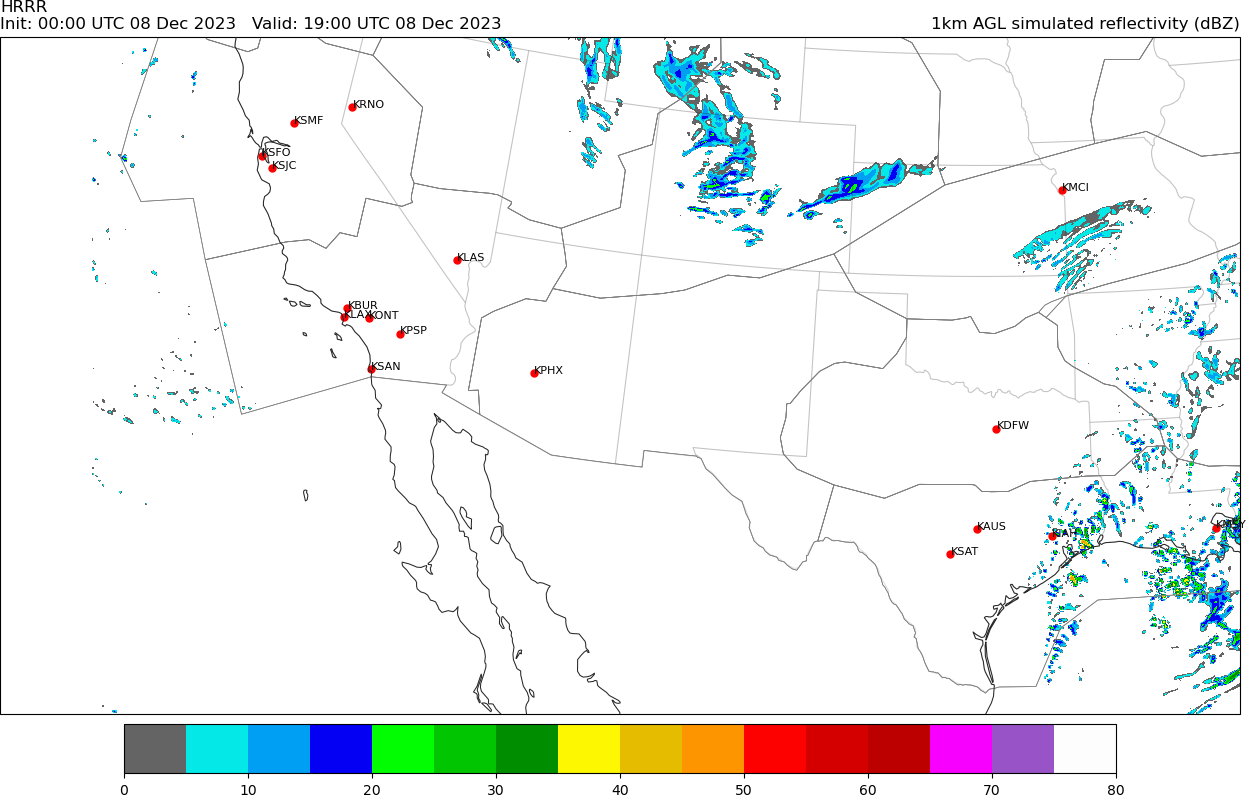 HRRR
Init: 00:00 UTC 08 Dec 2023   Valid: 19:00 UTC 08 Dec 2023
1km AGL simulated reflectivity (dBZ)
KRNO
KSMF
KSFO
KSJC
KMCI
KLAS
KBUR
KLAX
KONT
KPSP
KSAN
KPHX
KDFW
KAUS
KIAH
KMSY
KSAT
0 10 20 30 40 50 60 70 80